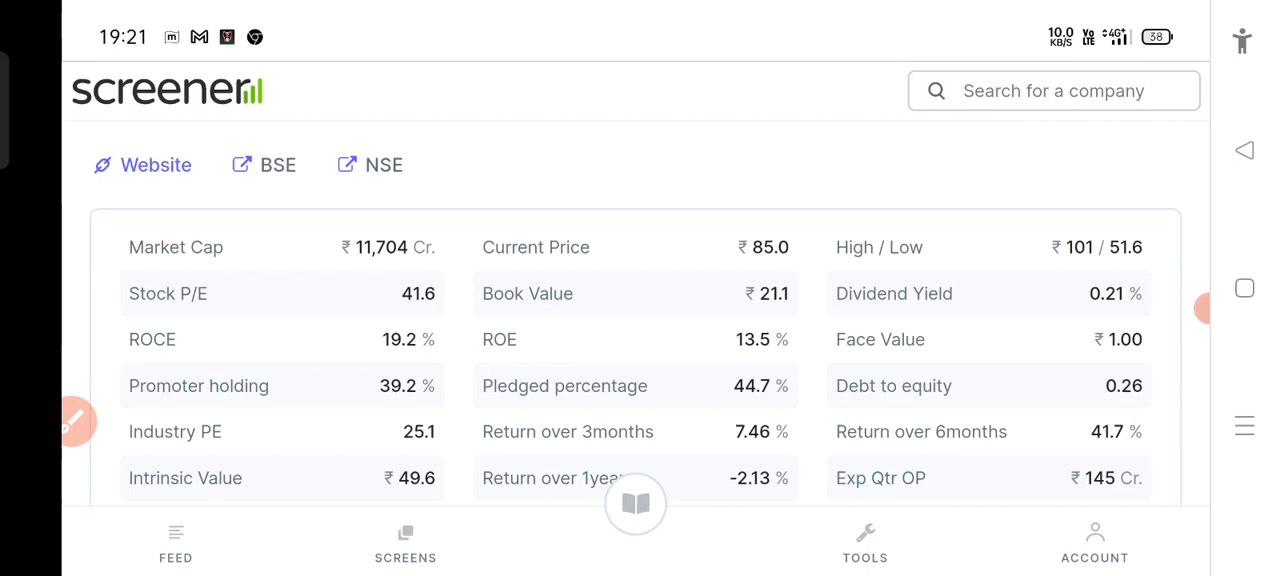 19:21 m M 10.0 KB/S Vo LTE 4G+ 38
screener Search for a company
Website BSE NSE
Market Cap ₹ 11,704 Cr. Current Price ₹ 85.0 High / Low ₹ 101 / 51.6
Stock P/E 41.6 Book Value ₹ 21.1 Dividend Yield 0.21 %
ROCE 19.2 % ROE 13.5 % Face Value ₹ 1.00
Promoter holding 39.2 % Pledged percentage 44.7 % Debt to equity 0.26
Industry PE 25.1 Return over 3months 7.46 % Return over 6months 41.7 %
Intrinsic Value ₹ 49.6 Return over 1year -2.13 % Exp Qtr OP ₹ 145 Cr.
FEED SCREENS TOOLS ACCOUNT